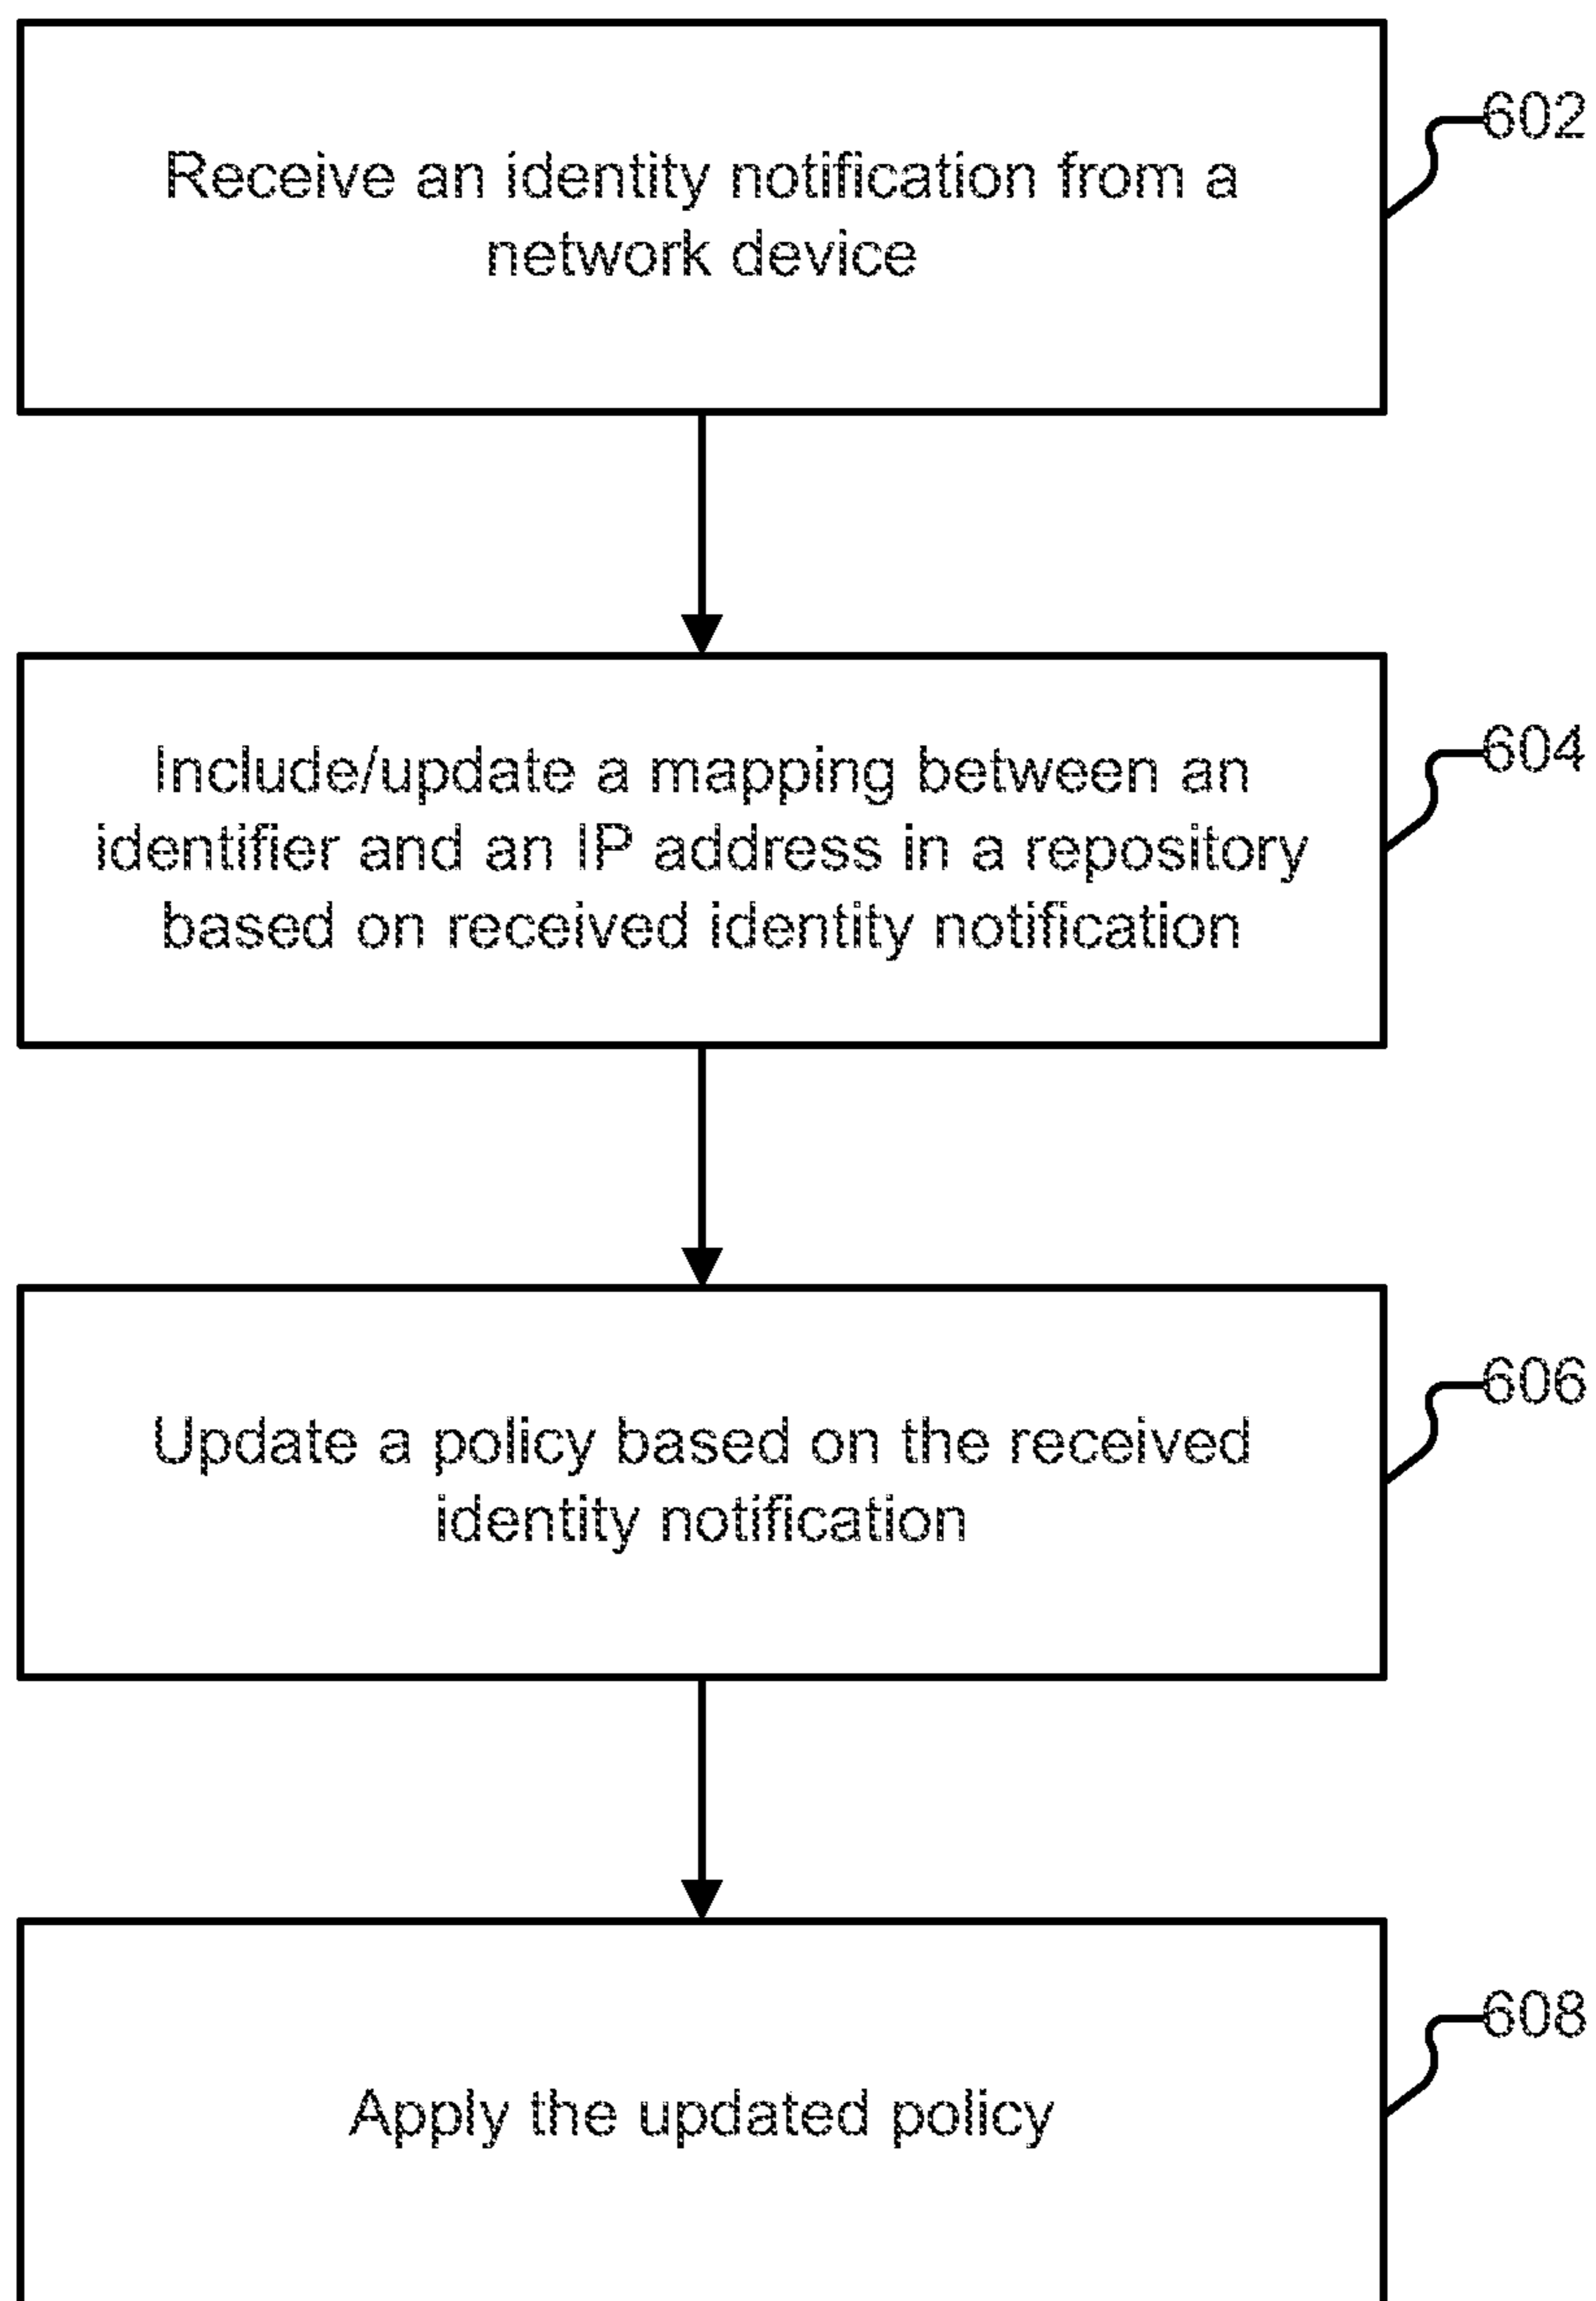 Receive an identity notification from a
network device
602
Include/update a mapping between an
identifier and an IP address in a repository
based on received identity notification
604
Update a policy based on the received
identity notification
606
Apply the updated policy
608